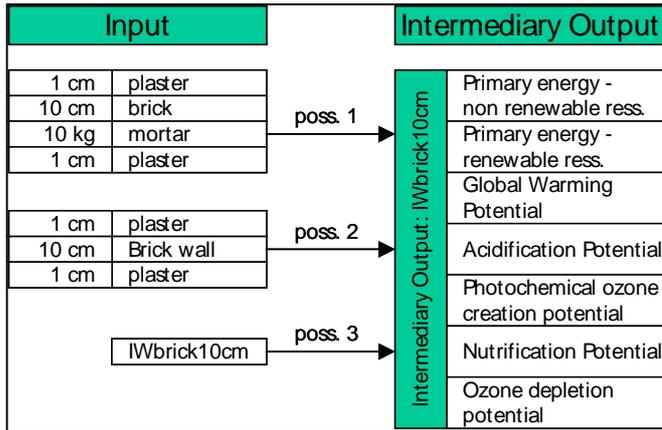 Input
Intermediary Output
1 cm plaster
10 cm brick
10 kg mortar
1 cm plaster
poss. 1
1 cm plaster
10 cm Brick wall
1 cm plaster
poss. 2
IWbrick10cm
poss. 3
Intermediary Output: IWbrick10cm
Primary energy -
non renewable ress.
Primary energy -
renewable ress.
Global Warming
Potential
Acidification Potential
Photochemical ozone
creation potential
Nutrification Potential
Ozone depletion
potential